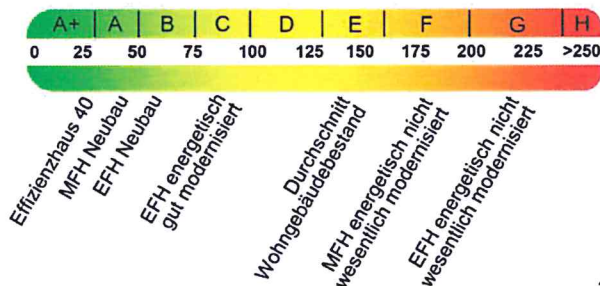 A+ A B C D E F G H
0 25 50 75 100 125 150 175 200 225 >250
Effizienzhaus 40
MFH Neubau
EFH Neubau
EFH energetisch
gut modernisiert
Durchschnitt
Wohngebäudebestand
MFH energetisch nicht
wesentlich modernisiert
EFH energetisch nicht
wesentlich modernisiert